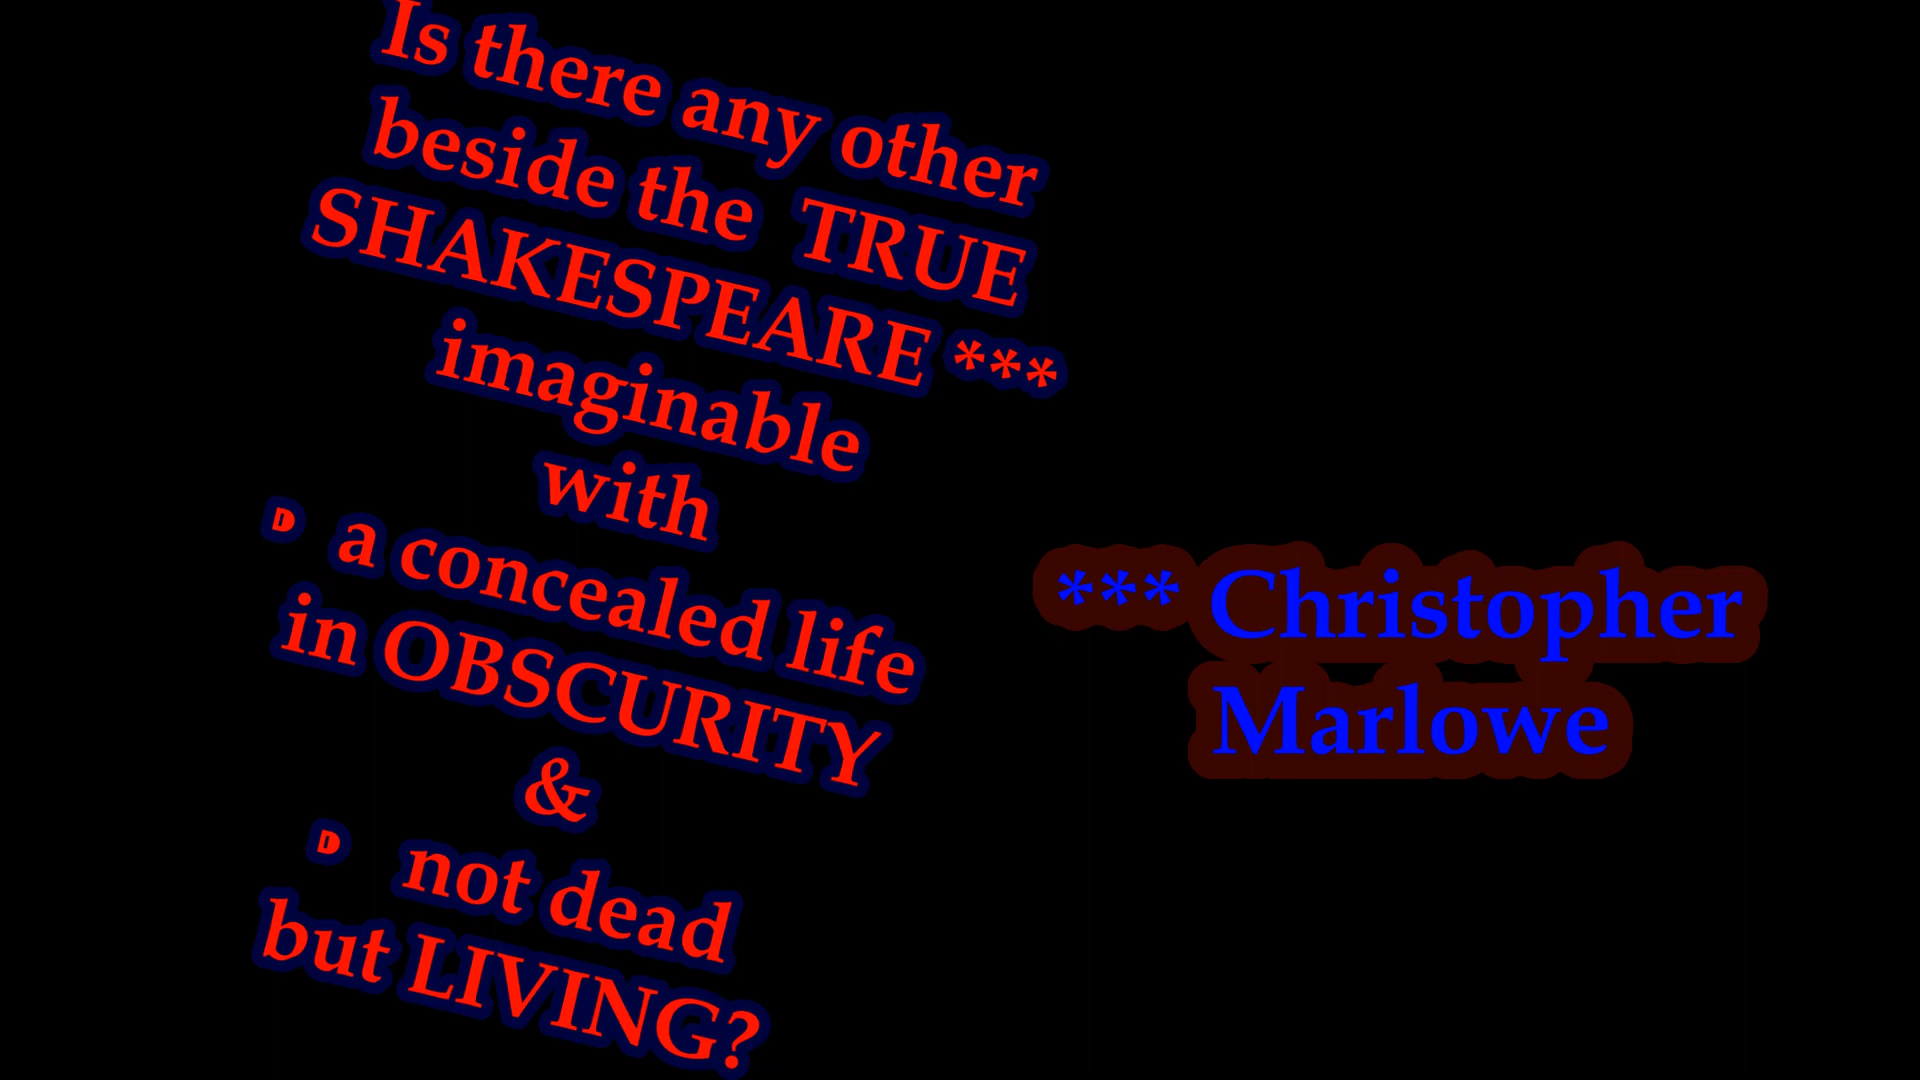 Is there any other
beside the TRUE
SHAKESPEARE ***
imaginable
with
a concealed life
in OBSCURITY
&
not dead
but LIVING?
*** Christopher
Marlowe